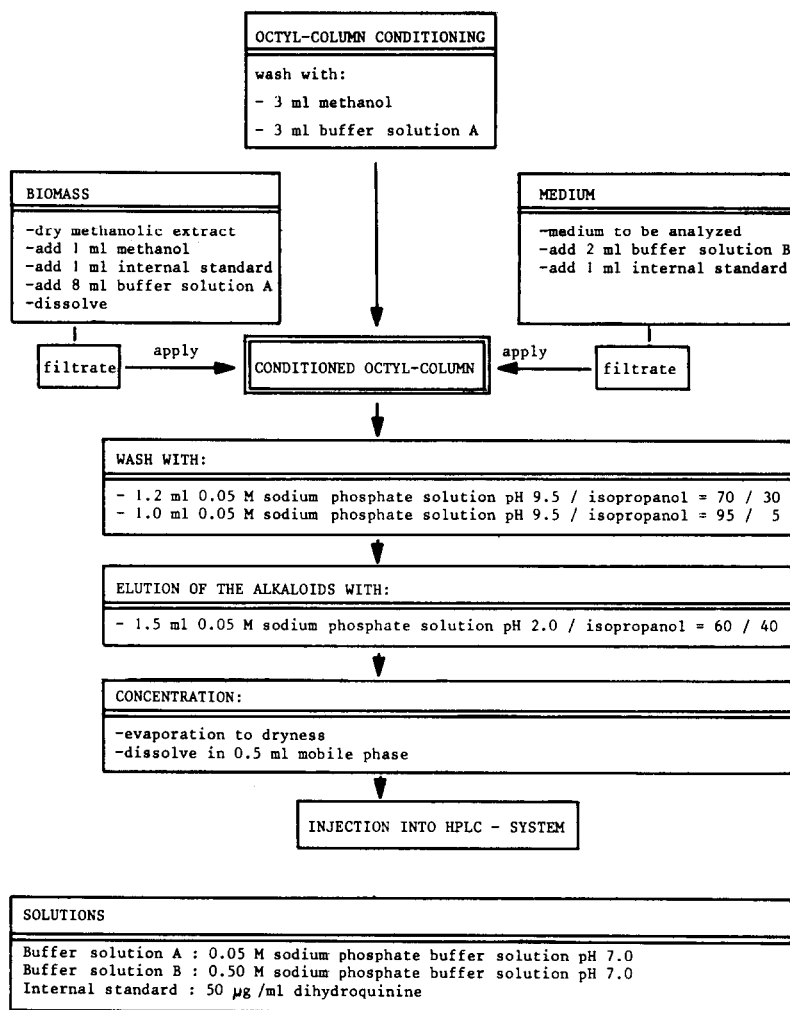 OCTYL-COLUMN CONDITIONING
wash with:
- 3 ml methanol
- 3 ml buffer solution A
BIOMASS
-dry methanolic extract
-add 1 ml methanol
-add 1 ml internal standard
-add 8 ml buffer solution A
-dissolve
MEDIUM
-medium to be analyzed
-add 2 ml buffer solution B
-add 1 ml internal standard
filtrate
apply
CONDITIONED OCTYL-COLUMN
apply
filtrate
WASH WITH:
- 1.2 ml 0.05 M sodium phosphate solution pH 9.5 / isopropanol = 70 / 30
- 1.0 ml 0.05 M sodium phosphate solution pH 9.5 / isopropanol = 95 / 5
ELUTION OF THE ALKALOIDS WITH:
- 1.5 ml 0.05 M sodium phosphate solution pH 2.0 / isopropanol = 60 / 40
CONCENTRATION:
-evaporation to dryness
-dissolve in 0.5 ml mobile phase
INJECTION INTO HPLC - SYSTEM
SOLUTIONS
Buffer solution A : 0.05 M sodium phosphate buffer solution pH 7.0
Buffer solution B : 0.50 M sodium phosphate buffer solution pH 7.0
Internal standard : 50 µg /ml dihydroquinine